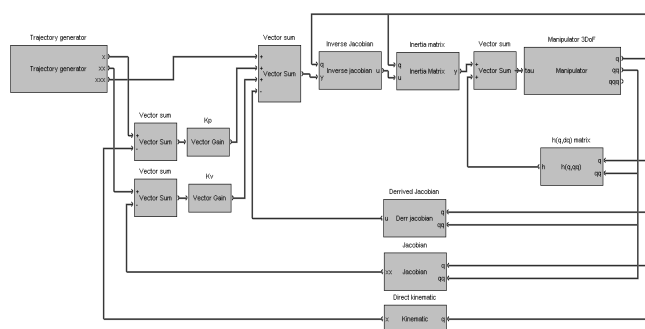 Trajectory generator
Trajectory generator
x
xx
xxx
Vector sum
+
+
+
-
Vector Sum
Inverse Jacobian
q
y
Inverse jacobian
u
Inertia matrix
q
u
Inertia Matrix
y
Vector sum
+
+
Vector Sum
Manipulator 3DoF
tau
Manipulator
q
qq
qqq
Vector sum
+
-
Vector Sum
Kp
Vector Gain
Vector sum
+
-
Vector Sum
Kv
Vector Gain
h(q,dq) matrix
h
h(q,qq)
q
qq
Derrived Jacobian
u
Derr jacobian
q
qq
Jacobian
xx
Jacobian
q
qq
Direct kinematic
x
Kinematic
q